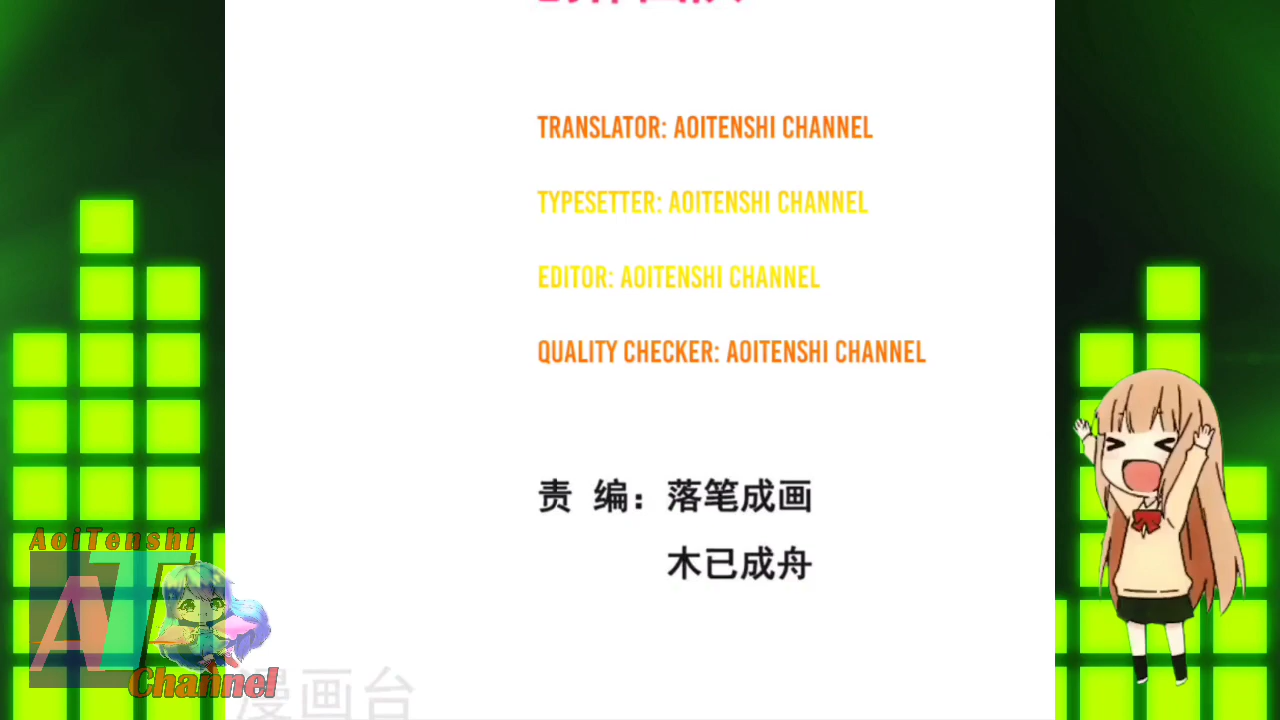 TRANSLATOR: AOITENSHI CHANNEL
TYPESETTER: AOITENSHI CHANNEL
EDITOR: AOITENSHI CHANNEL
QUALITY CHECKER: AOITENSHI CHANNEL
责 编：落笔成画
木已成舟
AoiTenshi
AT
Channel
漫画台